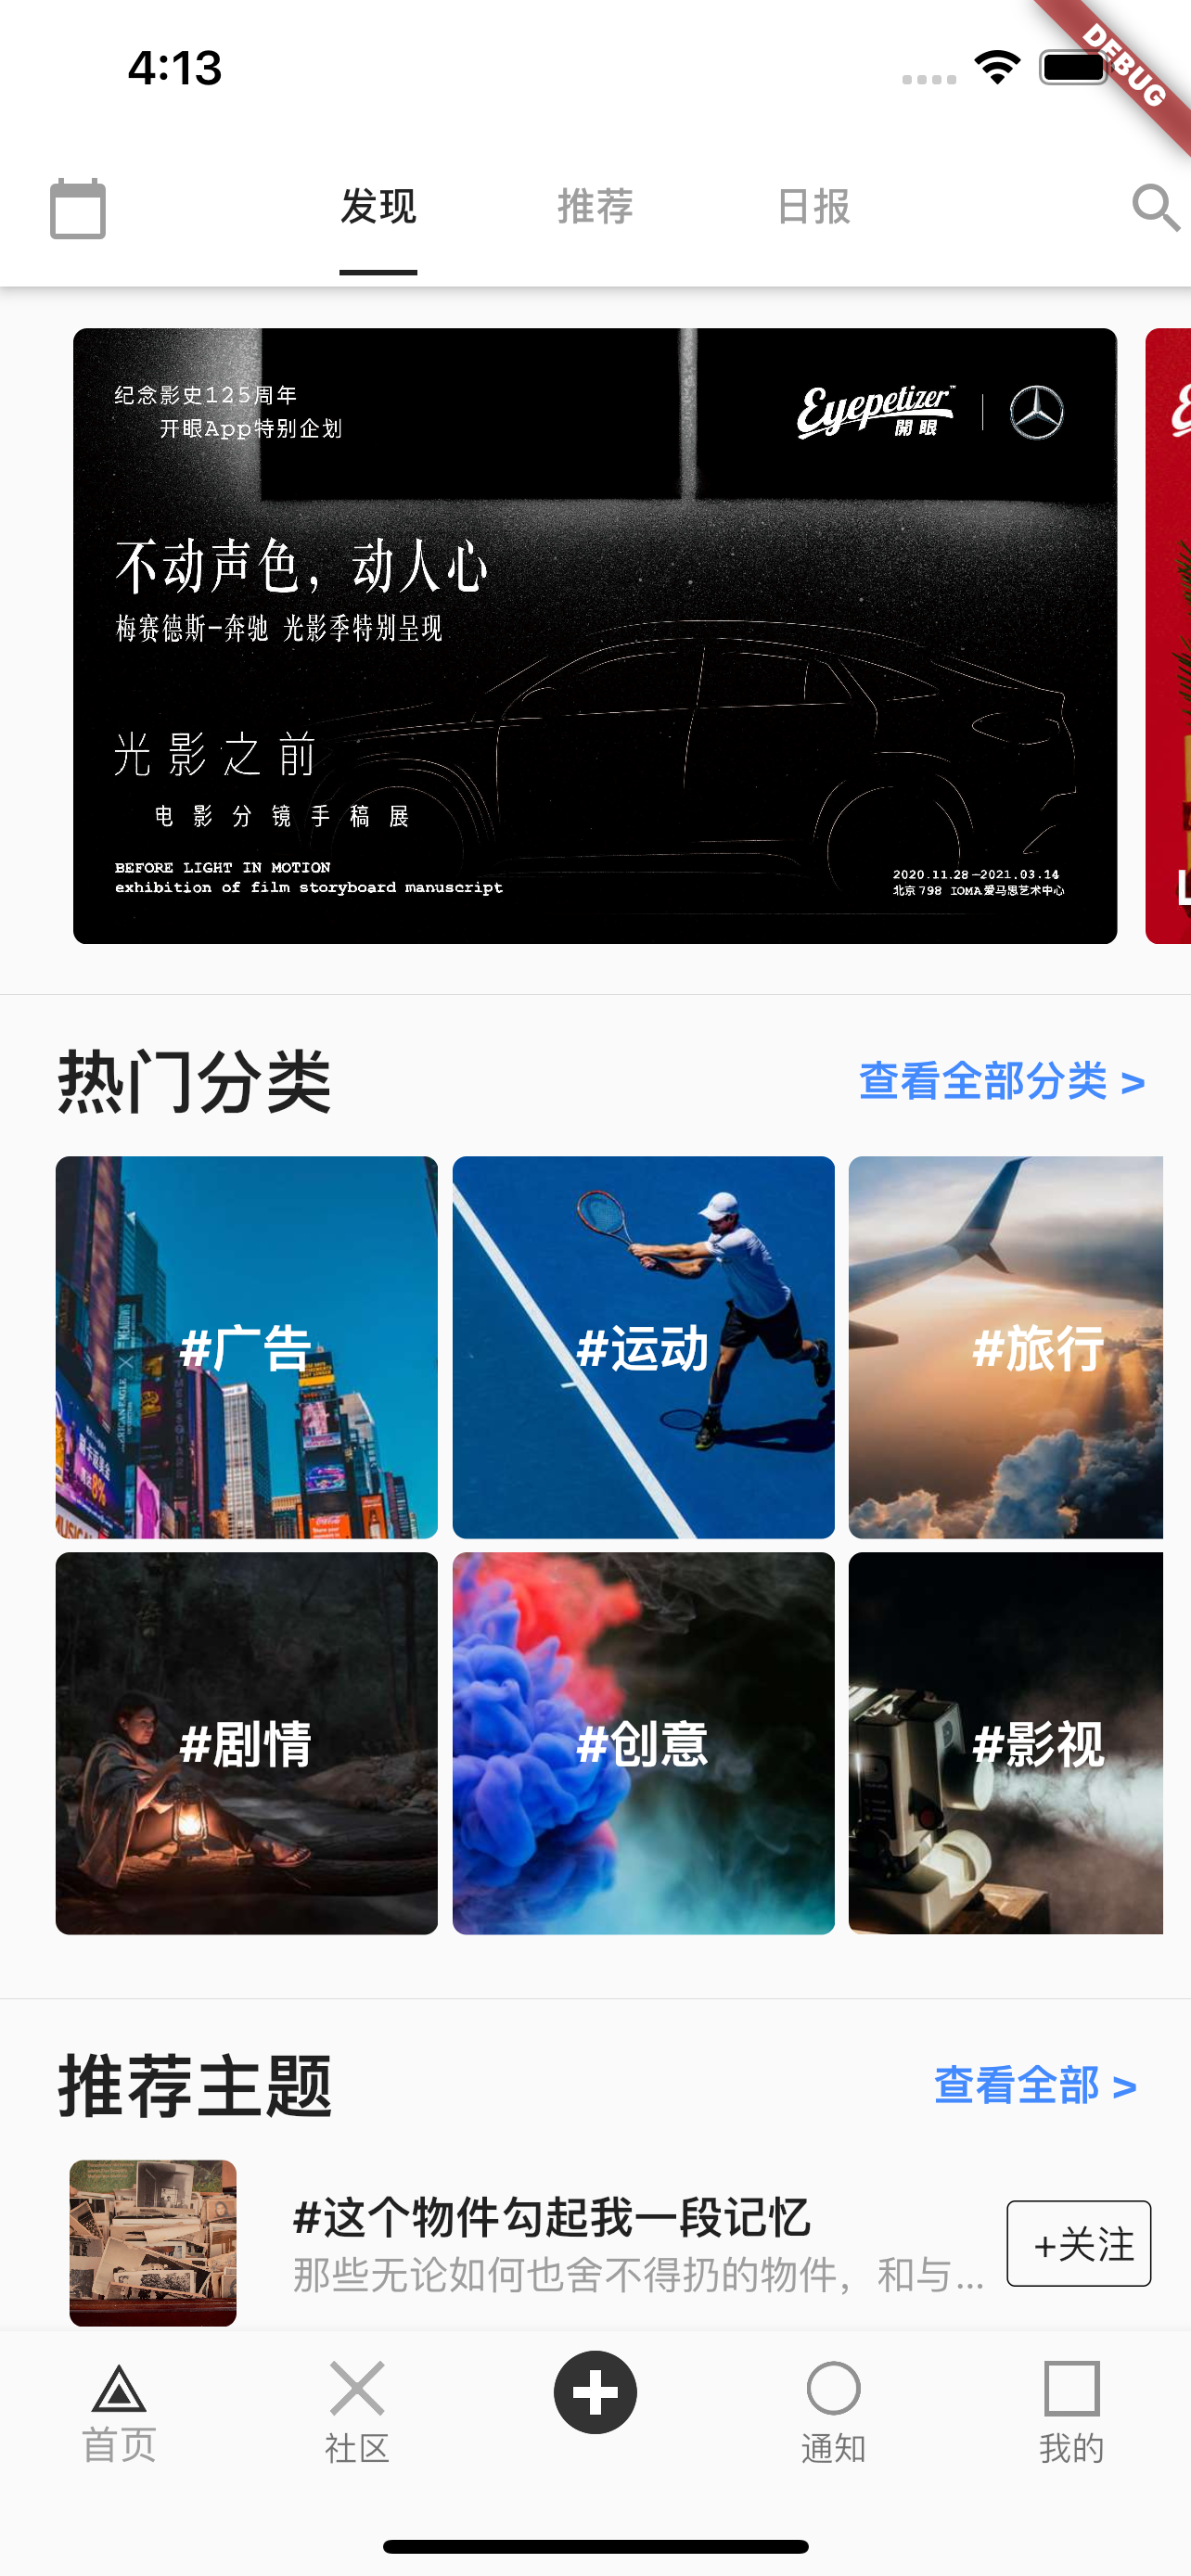 4:13
DEBUG
发现
推荐
日报
纪念影史125周年
开眼App特别企划
Eyepetizer™
開眼
不动声色，动人心
梅赛德斯-奔驰 光影季特别呈现
光影之前
电影分镜手稿展
BEFORE LIGHT IN MOTION
exhibition of film storyboard manuscript
2020.11.28—2021.03.14
北京 798 IOMA爱马思艺术中心
热门分类
查看全部分类 >
#广告
#运动
#旅行
#剧情
#创意
#影视
推荐主题
查看全部 >
#这个物件勾起我一段记忆
那些无论如何也舍不得扔的物件，和与...
+关注
首页
社区
通知
我的